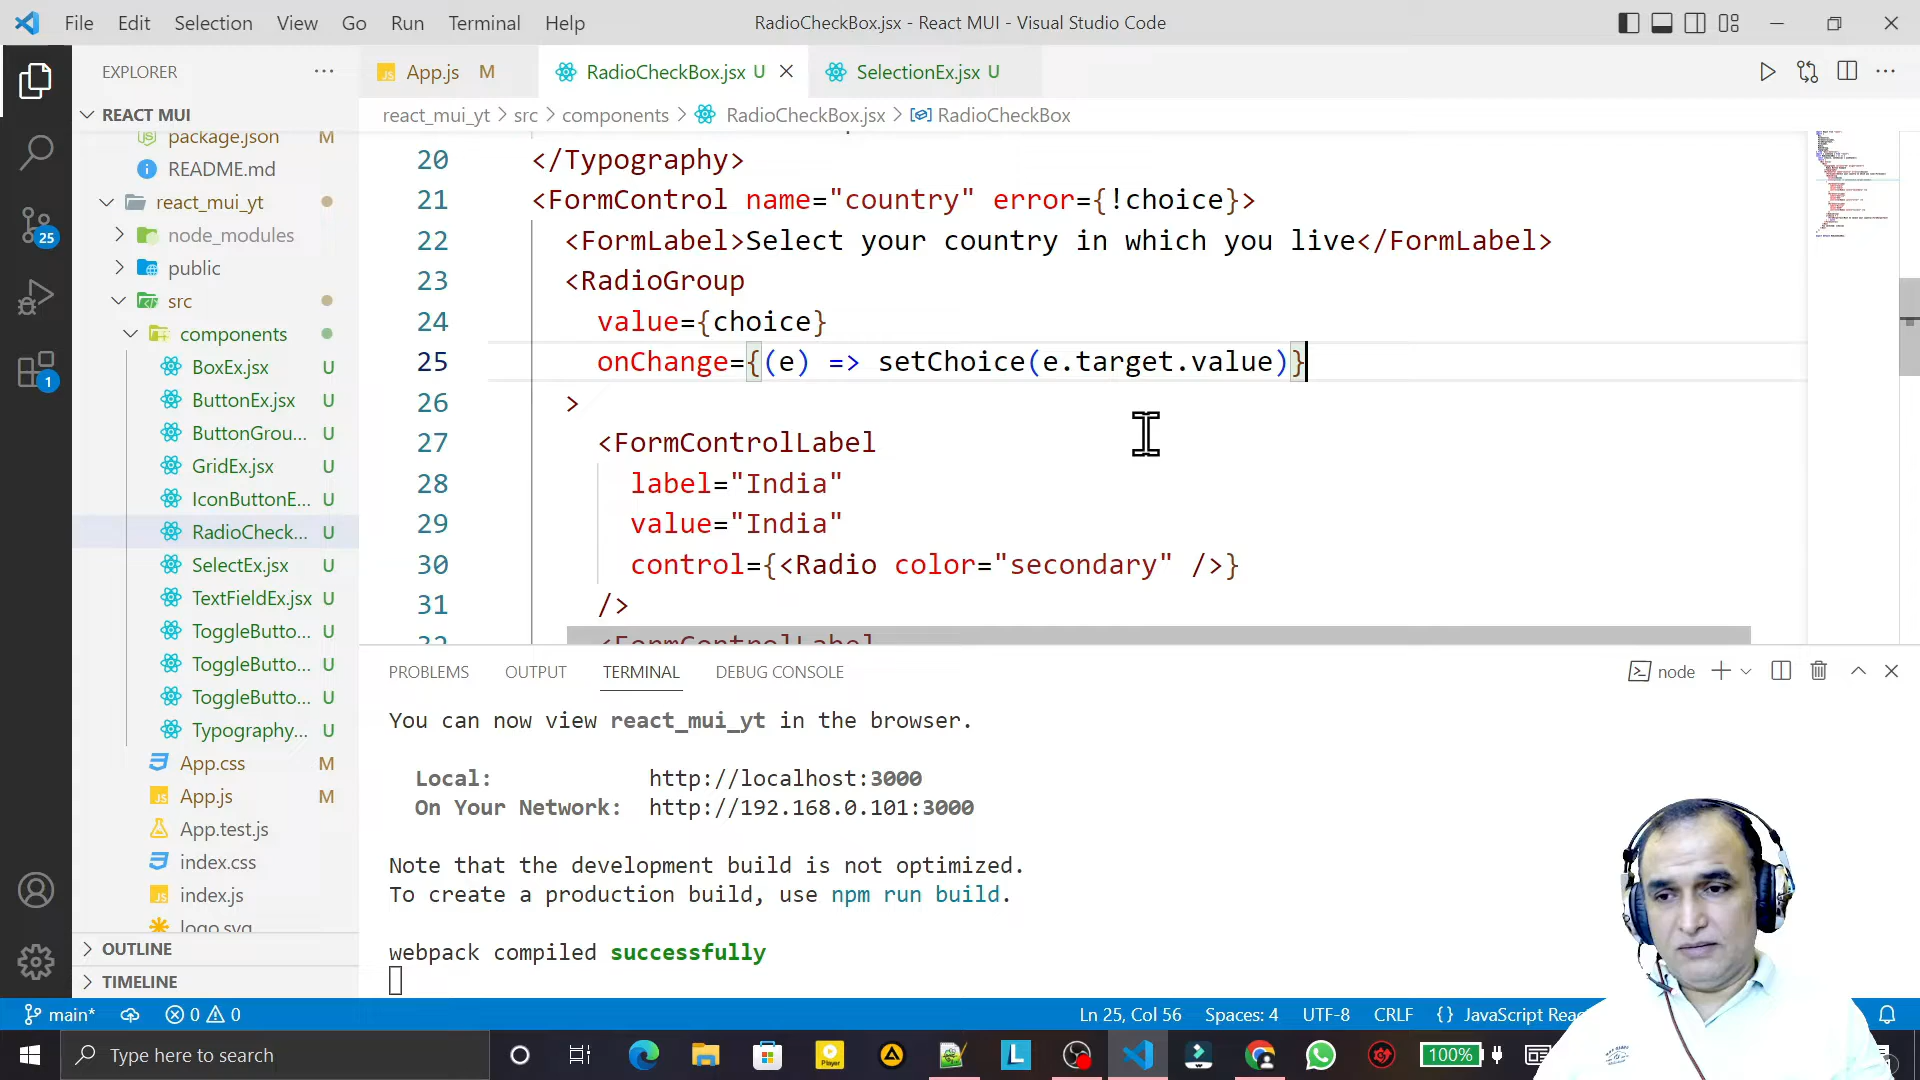 File Edit Selection View Go Run Terminal Help
RadioCheckBox.jsx - React MUI - Visual Studio Code
EXPLORER
App.js M
RadioCheckBox.jsx U
SelectionEx.jsx U
REACT MUI
package.json M
README.md
react_mui_yt
node_modules
public
src
components
BoxEx.jsx U
ButtonEx.jsx U
ButtonGrou... U
GridEx.jsx U
IconButtonE... U
RadioCheck... U
SelectEx.jsx U
TextFieldEx.jsx U
ToggleButto... U
ToggleButto... U
ToggleButto... U
Typography... U
App.css M
App.js M
App.test.js
index.css
index.js
logo.svg
OUTLINE
TIMELINE
25
1
react_mui_yt > src > components > RadioCheckBox.jsx > RadioCheckBox
20 </Typography>
21 <FormControl name="country" error={!choice}>
22 <FormLabel>Select your country in which you live</FormLabel>
23 <RadioGroup
24 value={choice}
25 onChange={(e) => setChoice(e.target.value)}
26 >
27 <FormControlLabel
28 label="India"
29 value="India"
30 control={<Radio color="secondary" />}
31 />
32 <FormControlLabel
PROBLEMS OUTPUT TERMINAL DEBUG CONSOLE
node
You can now view react_mui_yt in the browser.
Local: http://localhost:3000
On Your Network: http://192.168.0.101:3000
Note that the development build is not optimized.
To create a production build, use npm run build.
webpack compiled successfully
main* 0 0
Ln 25, Col 56 Spaces: 4 UTF-8 CRLF {} JavaScript Reac
Type here to search
Player
L
100%